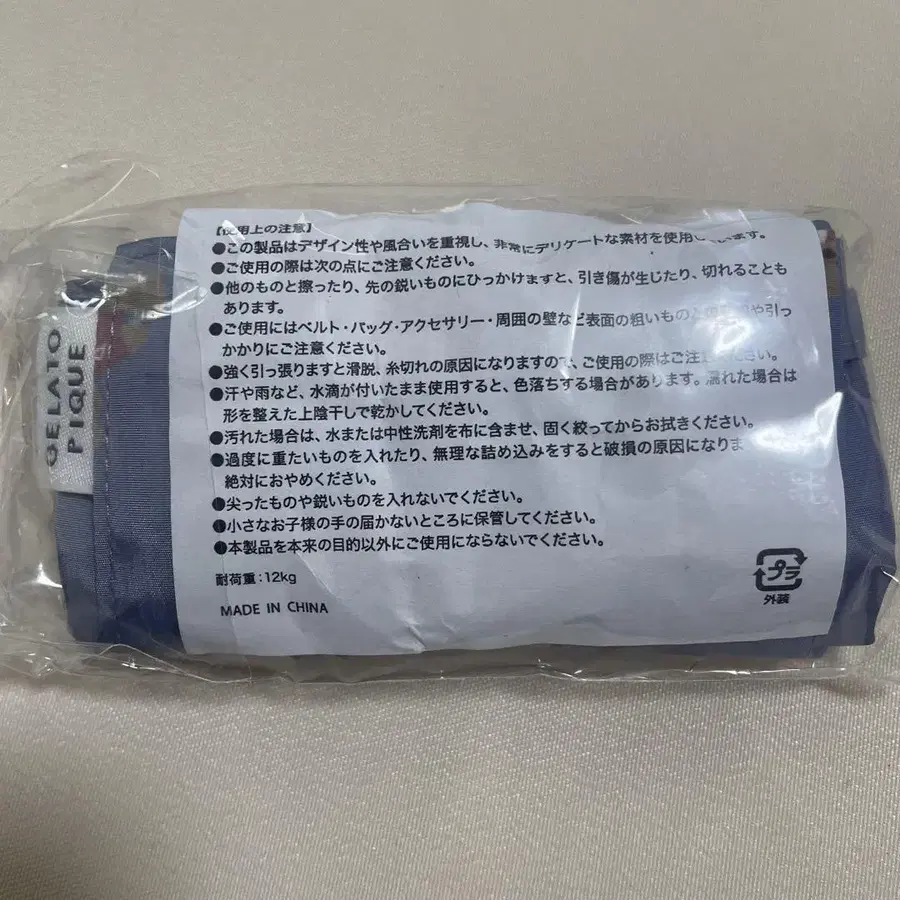 GELATO
PIQUE
【使用上の注意】
●この製品はデザイン性や風合いを重視し、非常にデリケートな素材を使用しています。
●ご使用の際は次の点にご注意ください。
●他のものと擦ったり、先の鋭いものにひっかけますと、引き傷が生じたり、切れることも
あります。
●ご使用にはベルト・バッグ・アクセサリー・周囲の壁など表面の粗いものとの や引っ
かかりにご注意ください。
●強く引っ張りますと滑脱、糸切れの原因になりますので、ご使用の際はご注意ください。
●汗や雨など、水滴が付いたまま使用すると、色落ちする場合があります。濡れた場合は
形を整えた上陰干しで乾かしてください。
●汚れた場合は、水または中性洗剤を布に含ませ、固く絞ってからお拭きください。
●過度に重たいものを入れたり、無理な詰め込みをすると破損の原因になりま
絶対におやめください。
●尖ったものや鋭いものを入れないでください。
●小さなお子様の手の届かないところに保管してください。
●本製品を本来の目的以外にご使用にならないでください。
耐荷重:12kg
MADE IN CHINA
プラ
外装